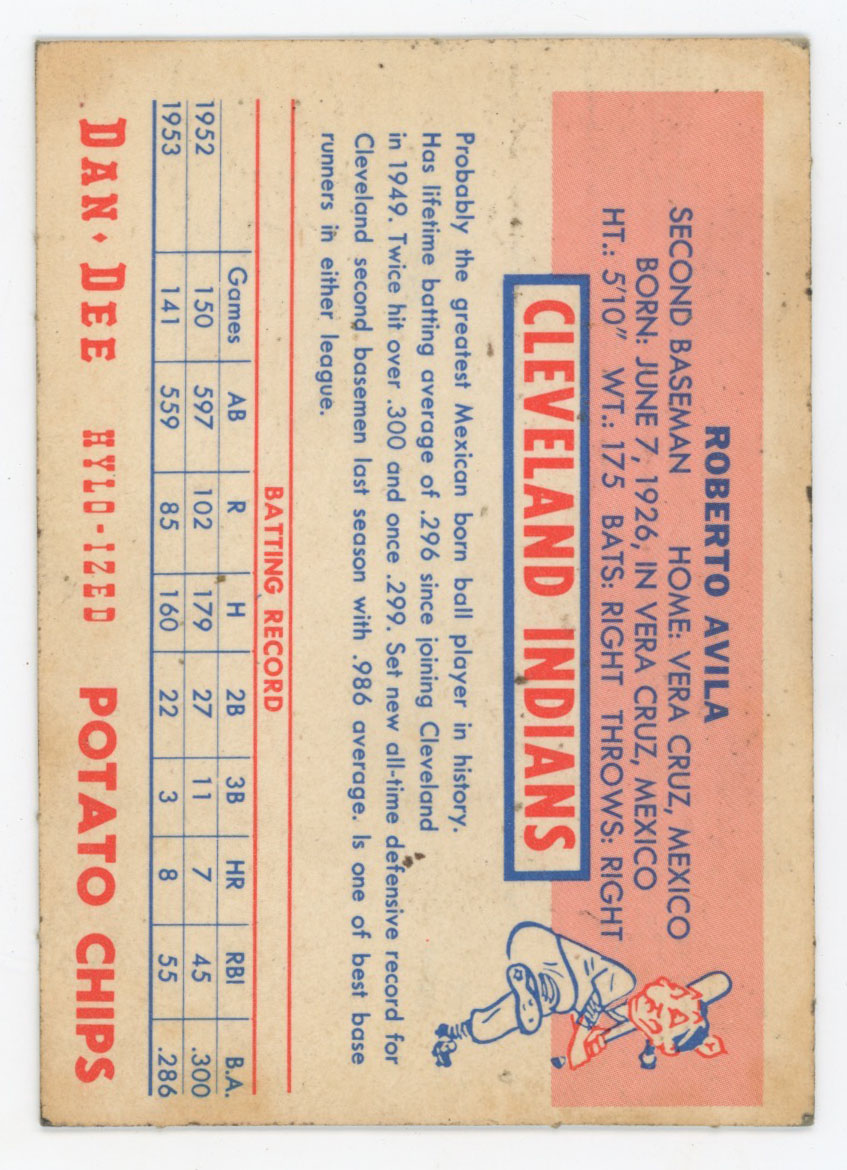 ROBERTO AVILA
SECOND BASEMAN HOME: VERA CRUZ, MEXICO
BORN: JUNE 7, 1926, IN VERA CRUZ, MEXICO
HT.: 5'10" WT.: 175 BATS: RIGHT THROWS: RIGHT
CLEVELAND INDIANS
Probably the greatest Mexican born ball player in history.
Has lifetime batting average of .296 since joining Cleveland
in 1949. Twice hit over .300 and once .299. Set new all-time defensive record for
Cleveland second basemen last season with .986 average. Is one of best base
runners in either league.
BATTING RECORD
Games AB R H 2B 3B HR RBI B.A.
1952 150 597 102 179 27 11 7 45 .300
1953 141 559 85 160 22 3 8 55 .286
DAN·DEE HYLO-IZED POTATO CHIPS